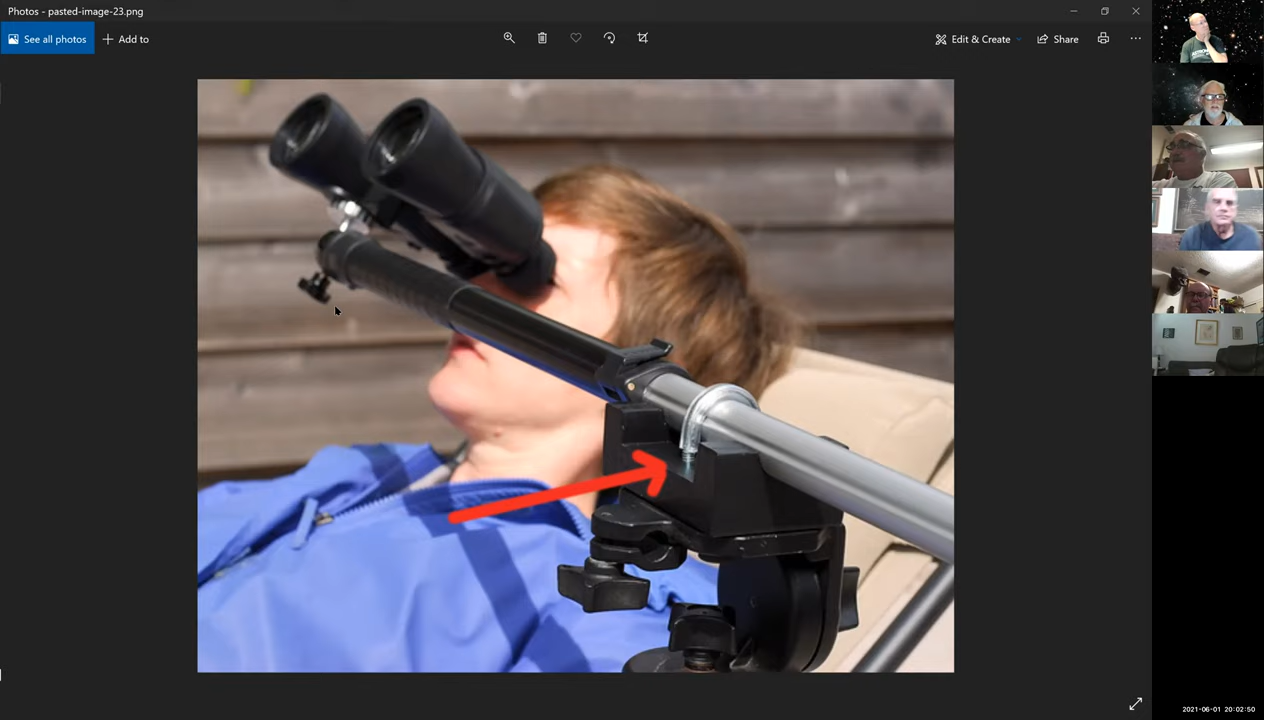 Photos - pasted-image-23.png
See all photos
Add to
Edit & Create
Share
2021-06-01 20:02:50